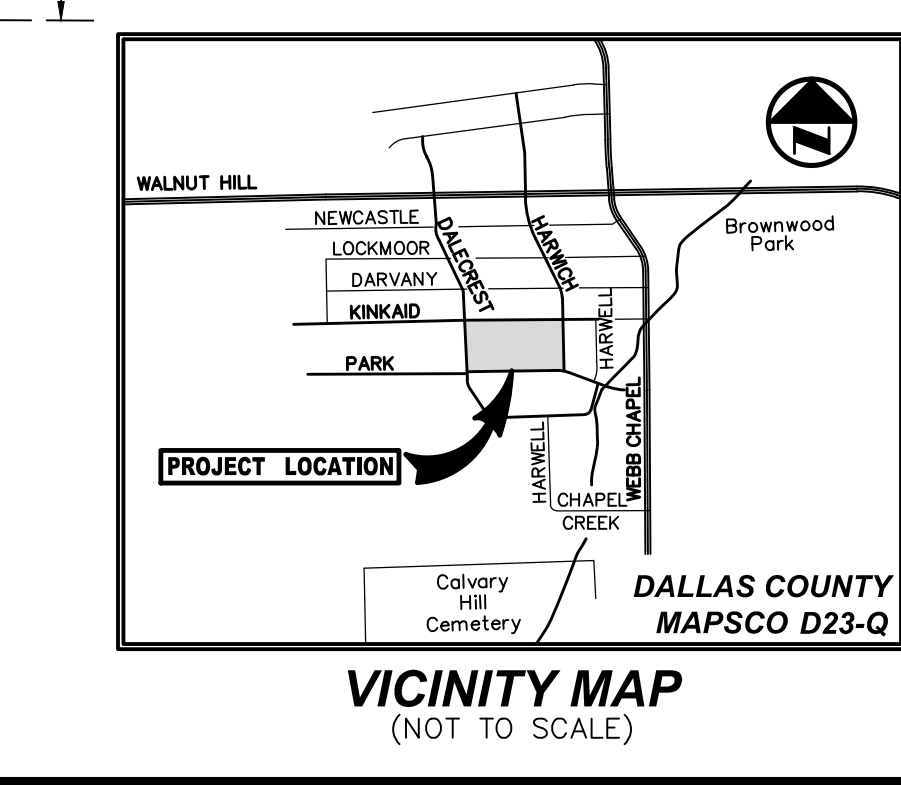 WALNUT HILL
NEWCASTLE
LOCKMOOR
DARVANY
KINKAID
PARK
DALECREST
HARWICH
HARWELL
WEBB CHAPEL
HARWELL
Brownwood
Park
N
PROJECT LOCATION
CHAPEL
CREEK
Calvary
Hill
Cemetery
DALLAS COUNTY
MAPSCO D23-Q
VICINITY MAP
(NOT TO SCALE)